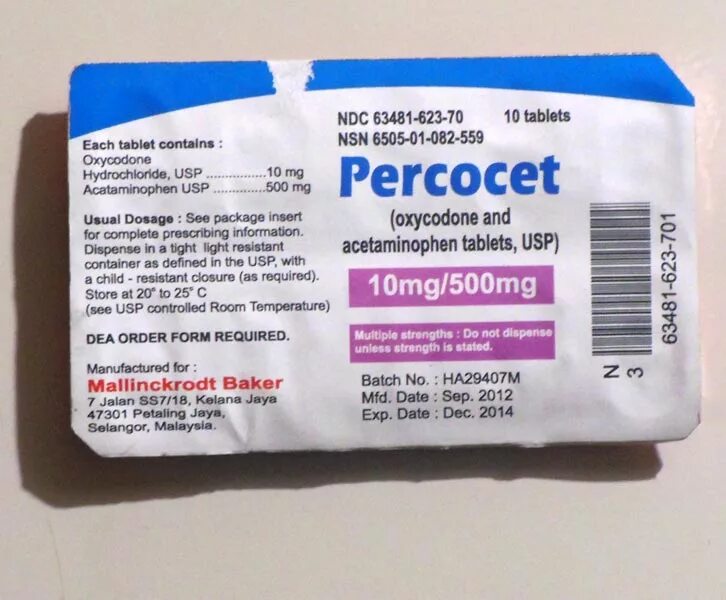 Each tablet contains :
Oxycodone
Hydrochloride, USP ................10 mg
Acataminophen USP ..............500 mg
Usual Dosage : See package insert
for complete prescribing information.
Dispense in a tight light resistant
container as defined in the USP, with
a child - resistant closure (as required).
Store at 20° to 25° C
(see USP controlled Room Temperature)
DEA ORDER FORM REQUIRED.
Manufactured for :
Mallinckrodt Baker
7 Jalan SS7/18, Kelana Jaya
47301 Petaling Jaya,
Selangor, Malaysia.
NDC 63481-623-70 10 tablets
NSN 6505-01-082-559
Percocet
(oxycodone and
acetaminophen tablets, USP)
10mg/500mg
Multiple strengths : Do not dispense
unless strength is stated.
Batch No. : HA29407M
Mfd. Date : Sep. 2012
Exp. Date : Dec. 2014
63481-623-701
N
3